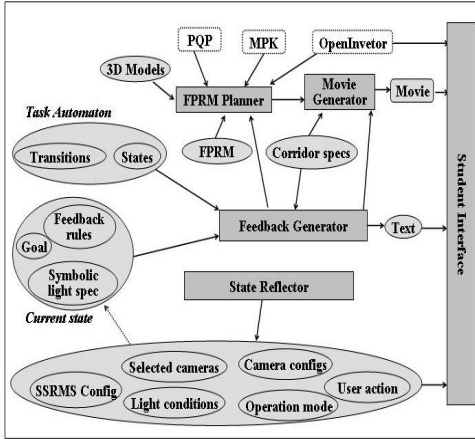 PQP
MPK
OpenInvetor
3D Models
FPRM Planner
Movie
Generator
Movie
Task Automaton
Transitions
States
FPRM
Corridor specs
Feedback
rules
Goal
Symbolic
light spec
Feedback Generator
Text
Current state
State Reflector
Selected cameras
Camera configs
SSRMS Config
User action
Light conditions
Operation mode
Student Interface